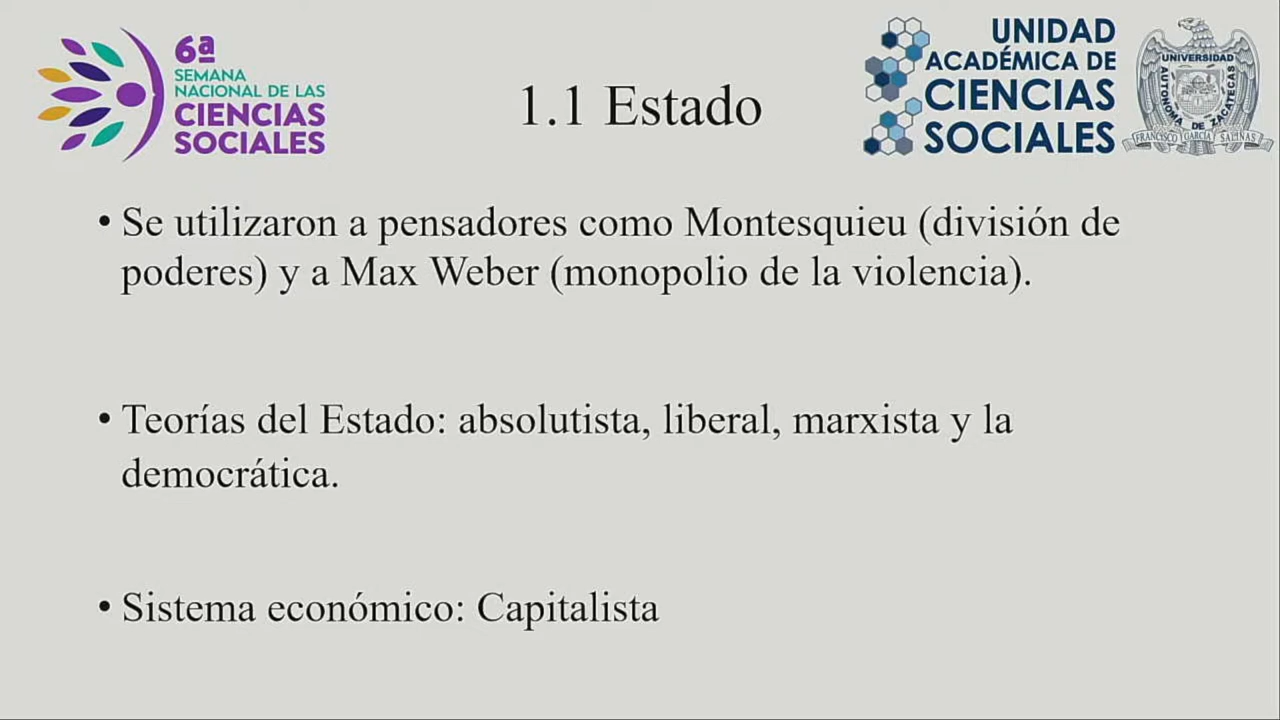 6ª
SEMANA
NACIONAL DE LAS
CIENCIAS
SOCIALES
1.1 Estado
UNIDAD
ACADÉMICA DE
CIENCIAS
SOCIALES
UNIVERSIDAD
AUTONOMA DE ZACATECAS
FRANCISCO GARCÍA SALINAS
• Se utilizaron a pensadores como Montesquieu (división de
poderes) y a Max Weber (monopolio de la violencia).
• Teorías del Estado: absolutista, liberal, marxista y la
democrática.
• Sistema económico: Capitalista